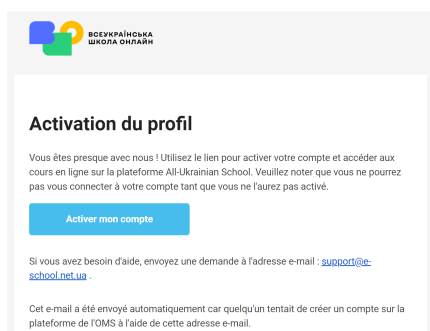 ВСЕУКРАЇНСЬКА
ШКОЛА ОНЛАЙН
Activation du profil
Vous êtes presque avec nous ! Utilisez le lien pour activer votre compte et accéder aux
cours en ligne sur la plateforme All-Ukrainian School. Veuillez noter que vous ne pourrez
pas vous connecter à votre compte tant que vous ne l'aurez pas activé.
Activer mon compte
Si vous avez besoin d'aide, envoyez une demande à l'adresse e-mail : support@e-
school.net.ua .
Cet e-mail a été envoyé automatiquement car quelqu'un tentait de créer un compte sur la
plateforme de l'OMS à l'aide de cette adresse e-mail.